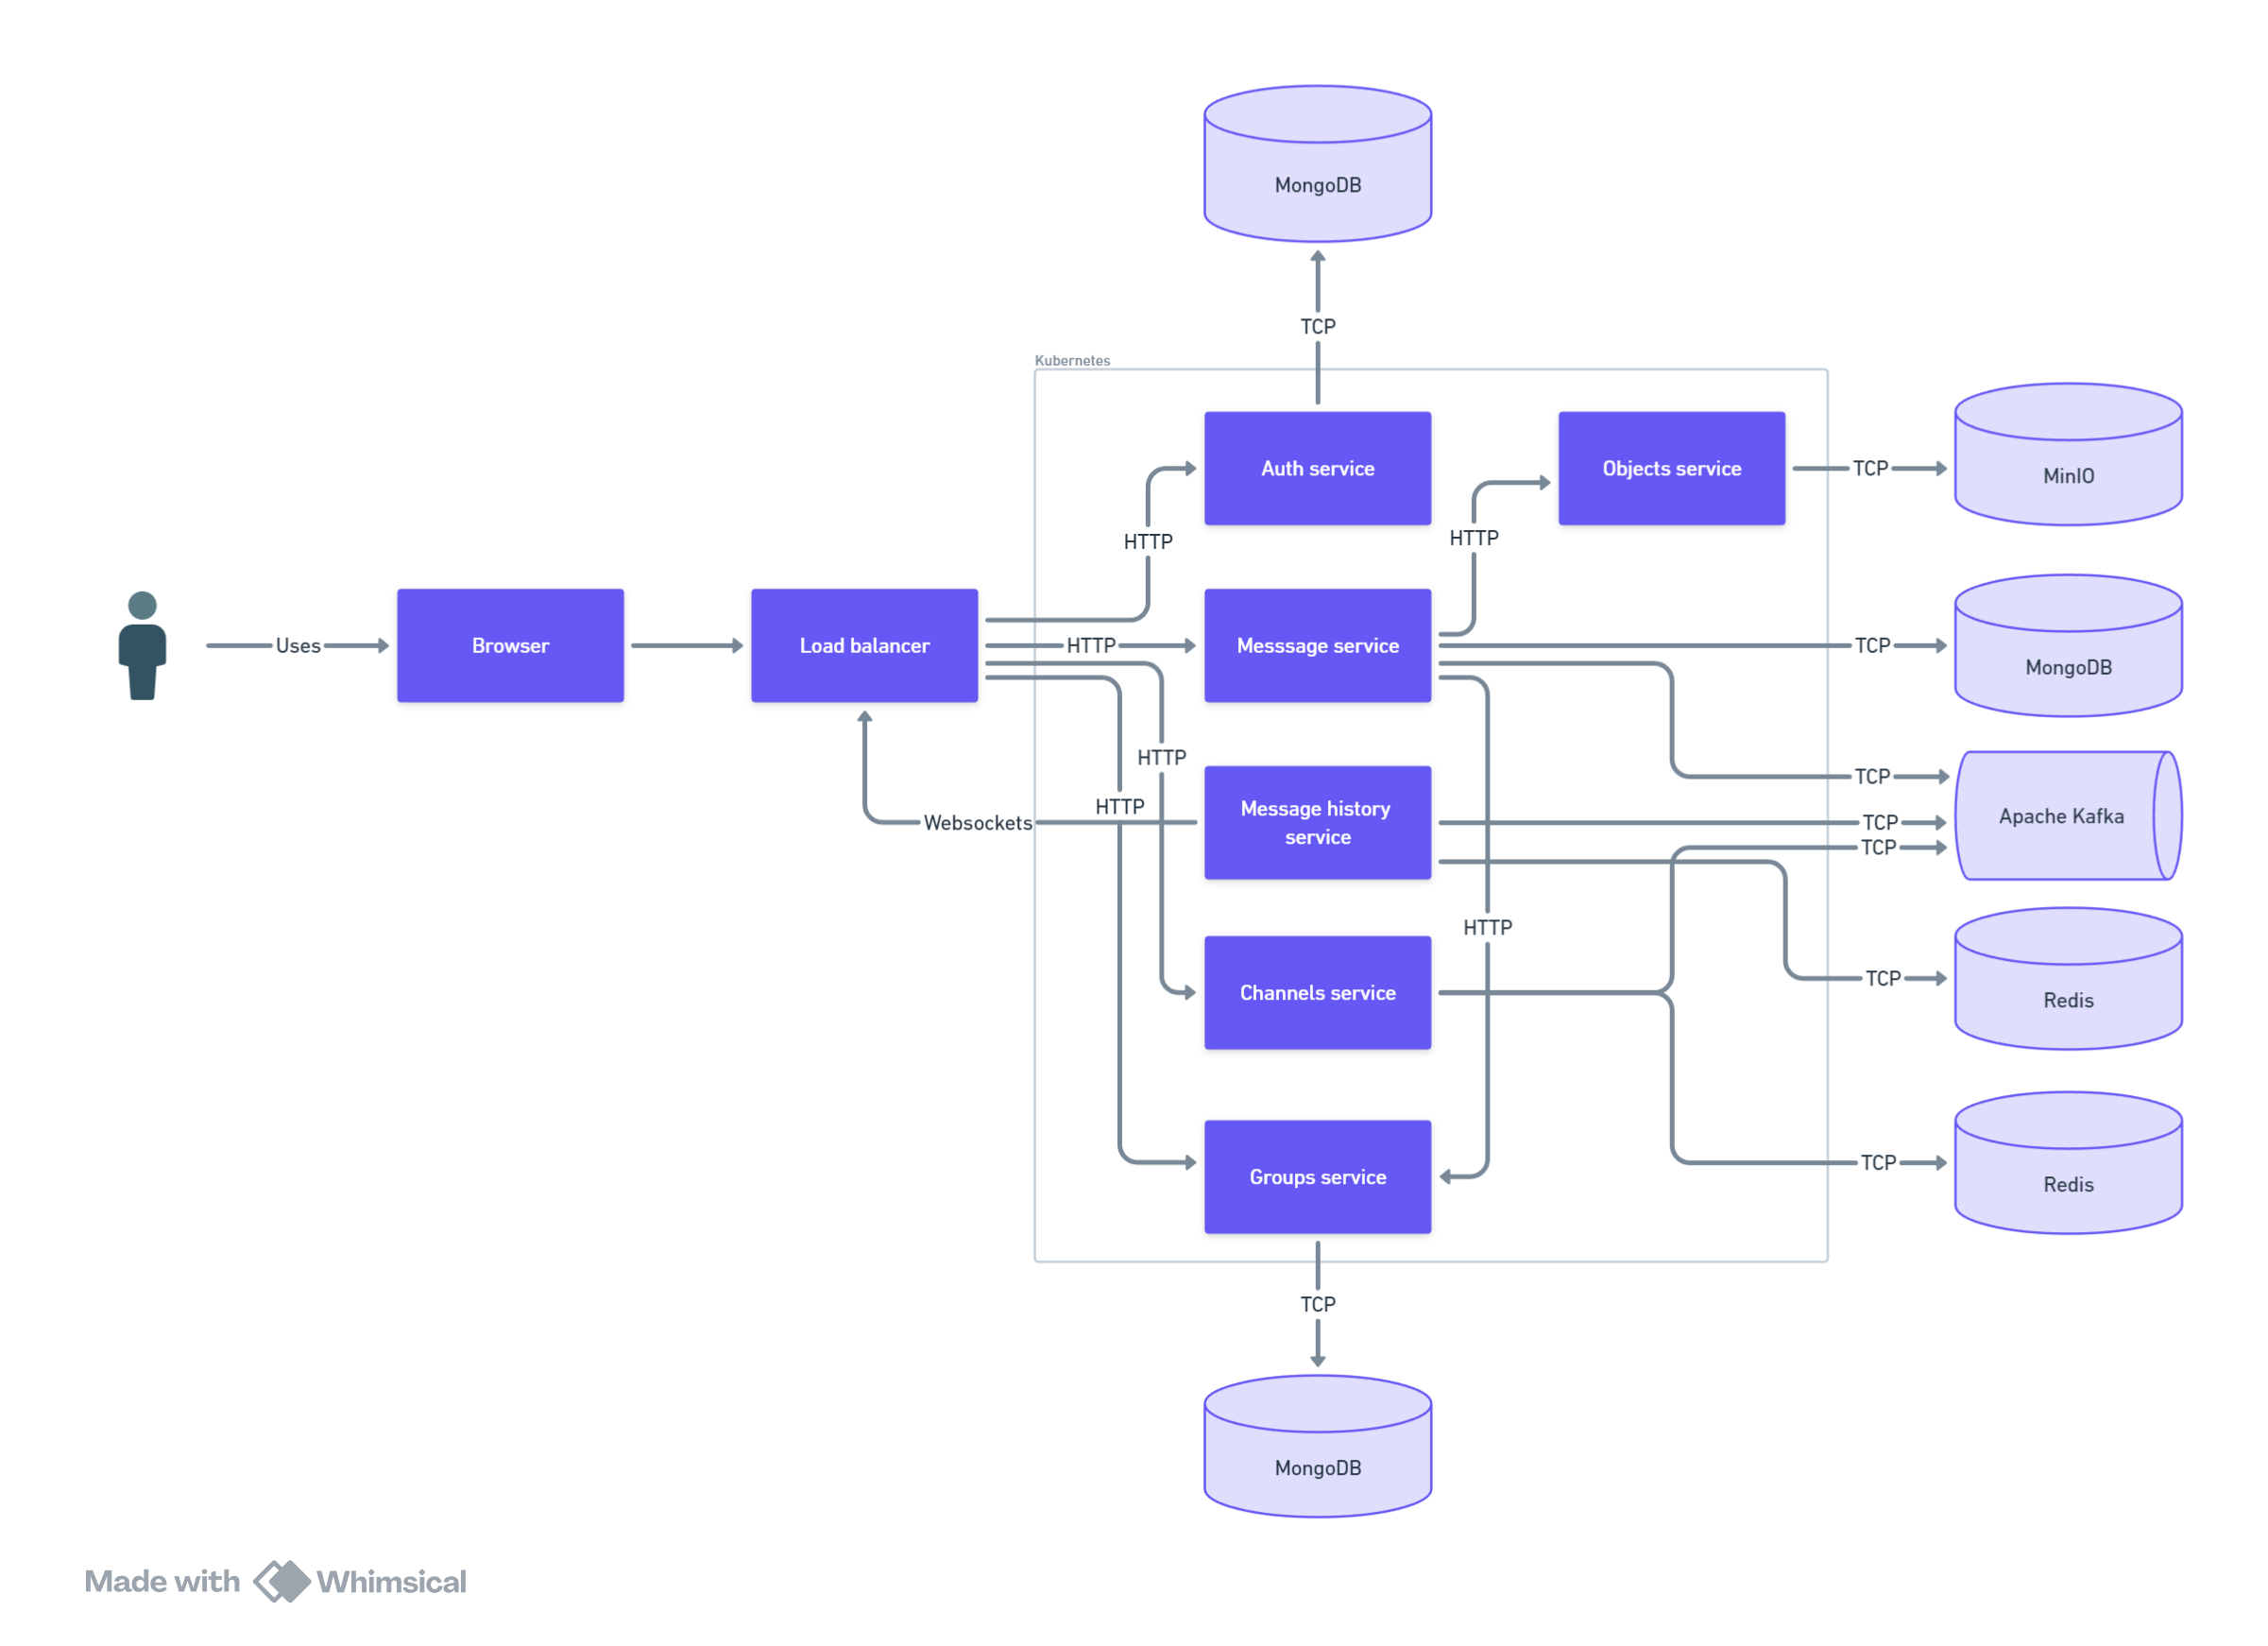 MongoDB
TCP
Kubernetes
Auth service
Objects service
TCP
MinIO
HTTP
HTTP
Uses
Browser
Load balancer
HTTP
Messsage service
TCP
MongoDB
HTTP
TCP
HTTP
Websockets
Message history
service
TCP
Apache Kafka
TCP
HTTP
TCP
Redis
Channels service
Groups service
TCP
Redis
TCP
MongoDB
Made with Whimsical